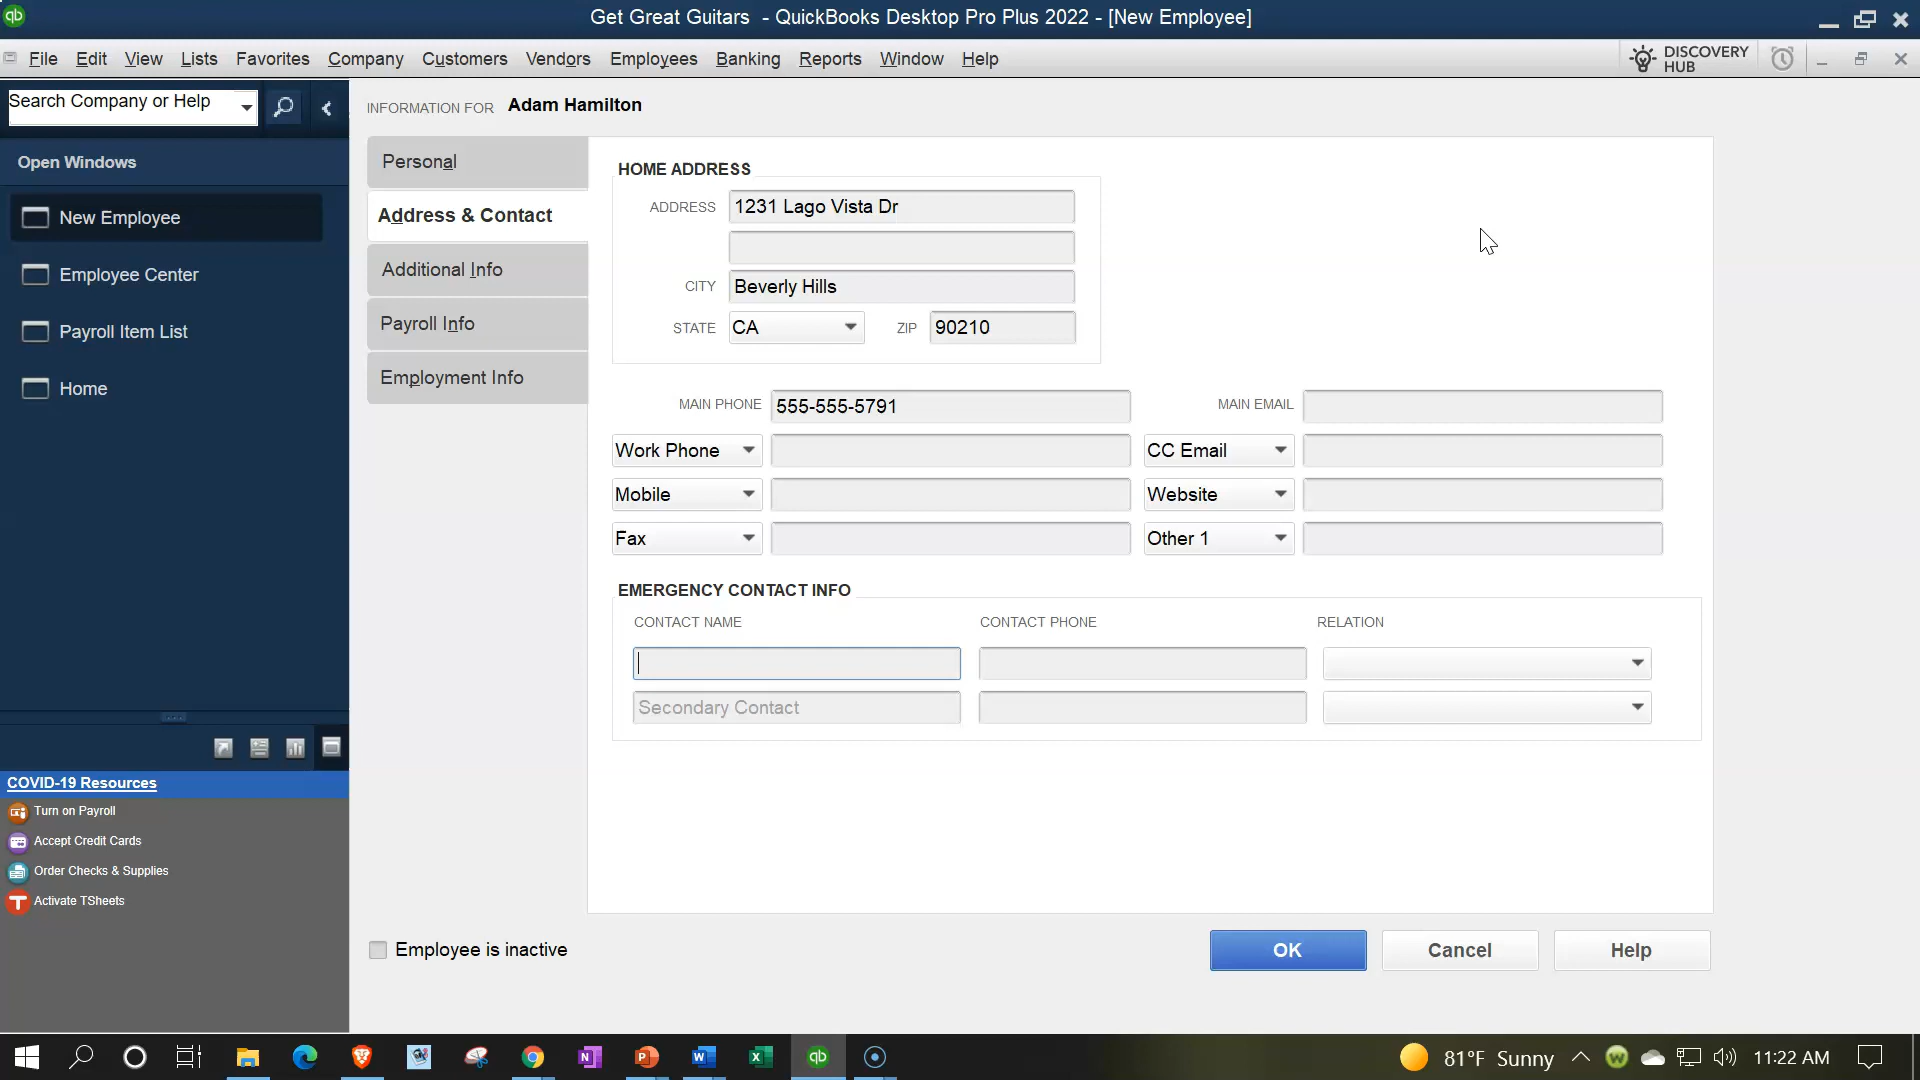 qb
Get Great Guitars - QuickBooks Desktop Pro Plus 2022 - [New Employee]
File Edit View Lists Favorites Company Customers Vendors Employees Banking Reports Window Help
DISCOVERY
HUB
Search Company or Help
INFORMATION FOR Adam Hamilton
Open Windows
New Employee
Employee Center
Payroll Item List
Home
Personal
Address & Contact
Additional Info
Payroll Info
Employment Info
HOME ADDRESS
ADDRESS 1231 Lago Vista Dr
CITY Beverly Hills
STATE CA ZIP 90210
MAIN PHONE 555-555-5791 MAIN EMAIL
Work Phone CC Email
Mobile Website
Fax Other 1
EMERGENCY CONTACT INFO
CONTACT NAME CONTACT PHONE RELATION
Secondary Contact
COVID-19 Resources
Turn on Payroll
Accept Credit Cards
Order Checks & Supplies
T Activate TSheets
Employee is inactive
OK Cancel Help
81°F Sunny 11:22 AM